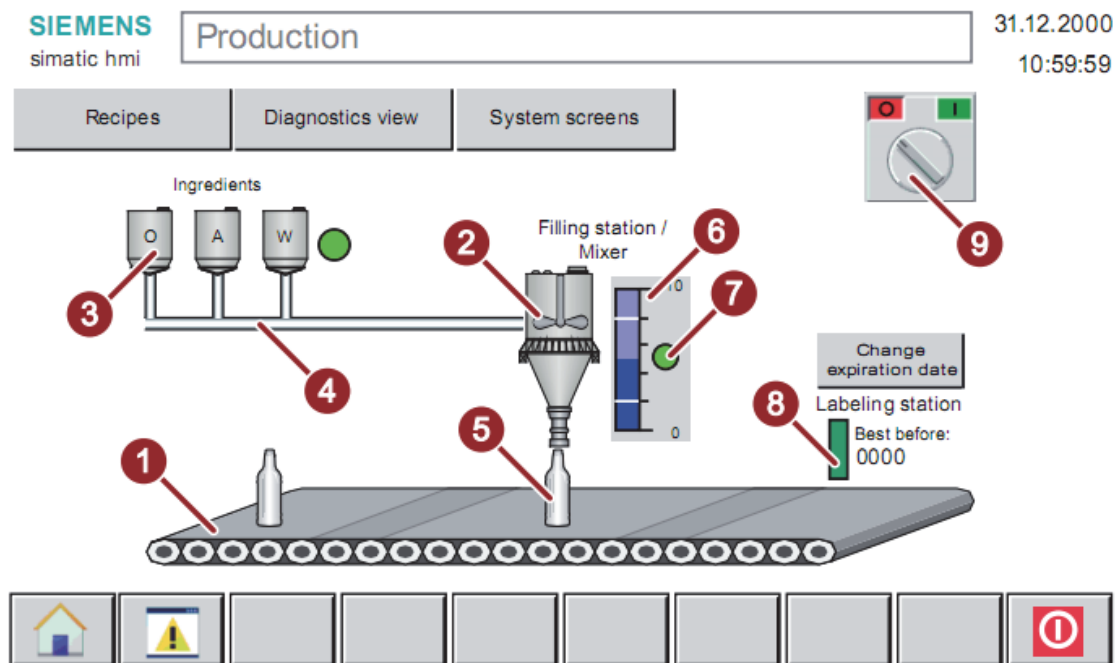 SIEMENS
simatic hmi
Production
31.12.2000
10:59:59
Recipes
Diagnostics view
System screens
O
I
Ingredients
O
A
W
Filling station /
Mixer
10
0
Change
expiration date
Labeling station
Best before:
0000
1
2
3
4
5
6
7
8
9